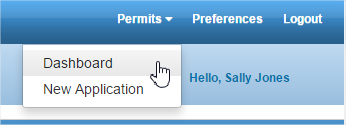 Permits Preferences Logout
Dashboard
Hello, Sally Jones
New Application